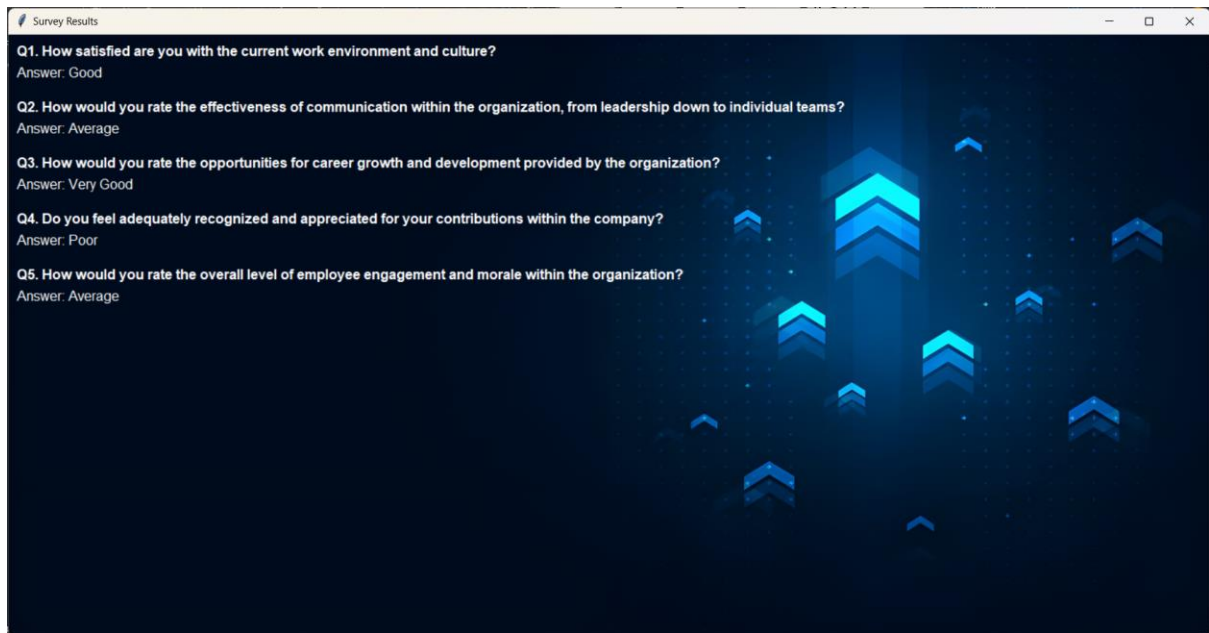 Survey Results
Q1. How satisfied are you with the current work environment and culture?
Answer: Good
Q2. How would you rate the effectiveness of communication within the organization, from leadership down to individual teams?
Answer: Average
Q3. How would you rate the opportunities for career growth and development provided by the organization?
Answer: Very Good
Q4. Do you feel adequately recognized and appreciated for your contributions within the company?
Answer: Poor
Q5. How would you rate the overall level of employee engagement and morale within the organization?
Answer: Average